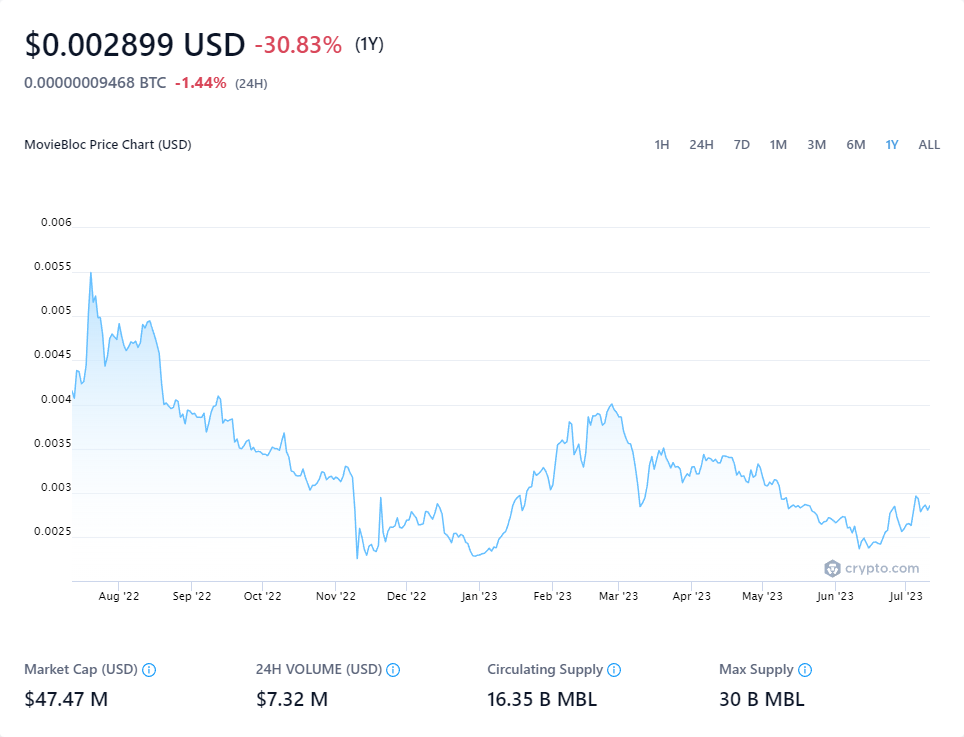 $0.002899 USD -30.83% (1Y)
0.00000009468 BTC -1.44% (24H)
MovieBloc Price Chart (USD) 1H 24H 7D 1M 3M 6M 1Y ALL
0.006
0.0055
0.005
0.0045
0.004
0.0035
0.003
0.0025
crypto.com
Aug '22 Sep '22 Oct '22 Nov '22 Dec '22 Jan '23 Feb '23 Mar '23 Apr '23 May '23 Jun '23 Jul '23
Market Cap (USD) 24H VOLUME (USD) Circulating Supply Max Supply
$47.47 M $7.32 M 16.35 B MBL 30 B MBL